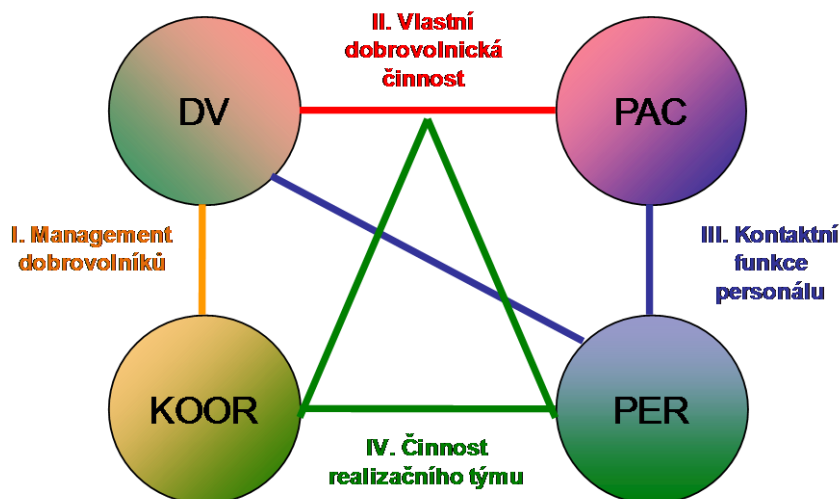 II. Vlastní
dobrovolnická
činnost
DV
PAC
I. Management
dobrovolníků
III. Kontaktní
funkce
personálu
KOOR
PER
IV. Činnost
realizačního týmu